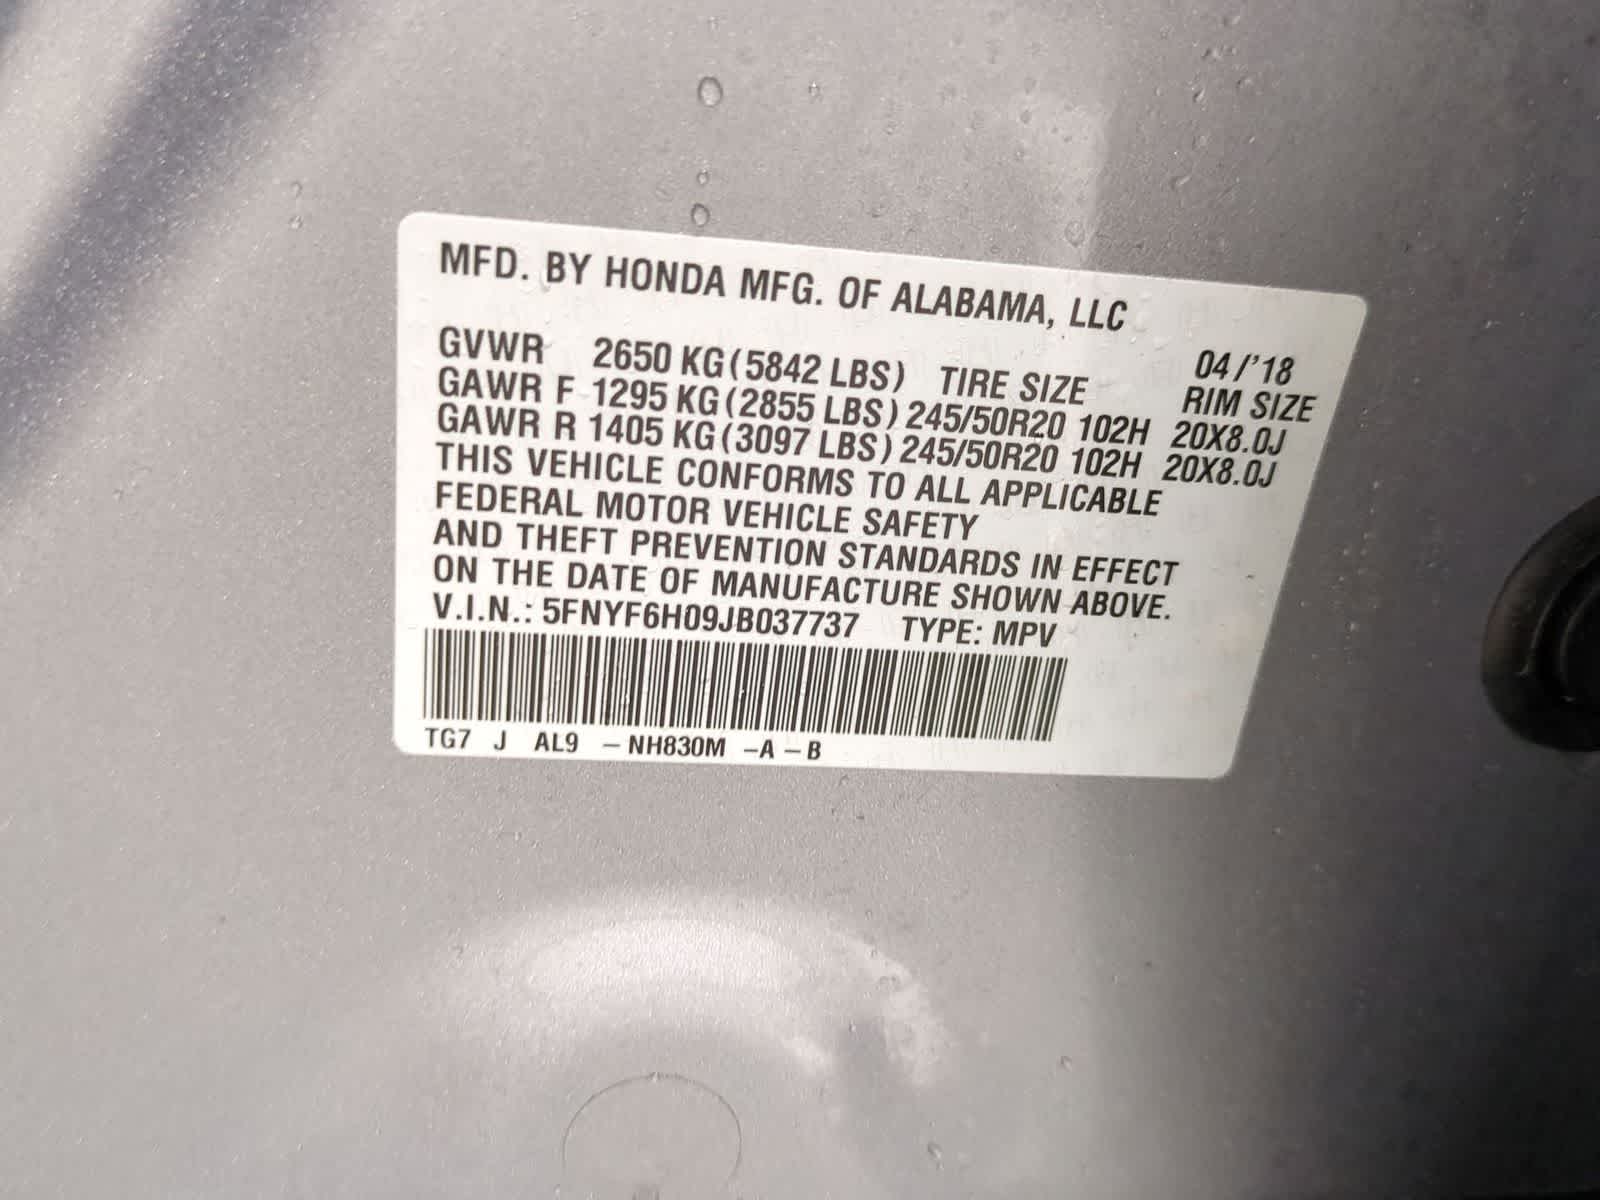 MFD. BY HONDA MFG. OF ALABAMA, LLC
04/'18
GVWR 2650 KG(5842 LBS) TIRE SIZE RIM SIZE
GAWR F 1295 KG(2855 LBS) 245/50R20 102H 20X8.0J
GAWR R 1405 KG(3097 LBS) 245/50R20 102H 20X8.0J
THIS VEHICLE CONFORMS TO ALL APPLICABLE
FEDERAL MOTOR VEHICLE SAFETY
AND THEFT PREVENTION STANDARDS IN EFFECT
ON THE DATE OF MANUFACTURE SHOWN ABOVE.
V.I.N.: 5FNYF6H09JB037737 TYPE: MPV
TG7 J AL9 -NH830M -A-B